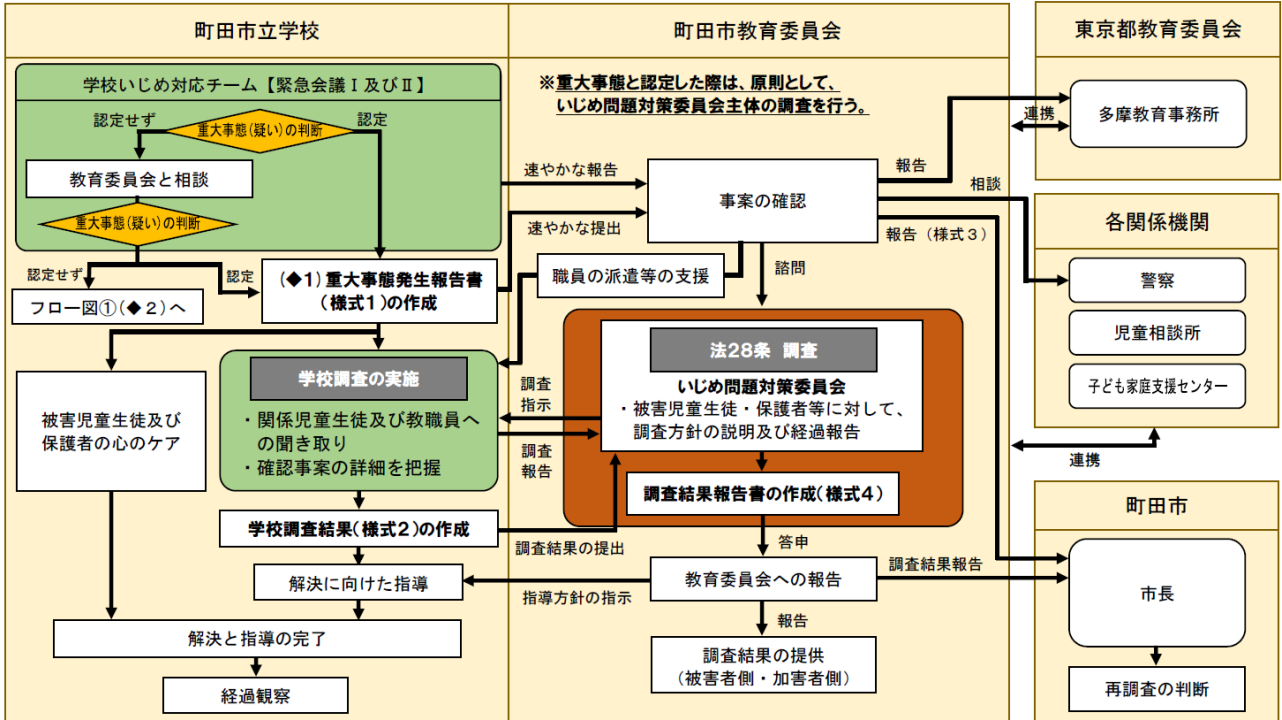 町田市立学校
学校いじめ対応チーム【緊急会議Ⅰ及びⅡ】
認定せず
重大事態(疑い)の判断
認定
教育委員会と相談
重大事態(疑い)の判断
認定せず
認定
フロー図①(◆2)へ
(◆1)重大事態発生報告書
(様式1)の作成
被害児童生徒及び
保護者の心のケア
学校調査の実施
・関係児童生徒及び教職員へ
の聞き取り
・確認事案の詳細を把握
学校調査結果(様式2)の作成
解決に向けた指導
解決と指導の完了
経過観察
町田市教育委員会
※重大事態と認定した際は、原則として、
いじめ問題対策委員会主体の調査を行う。
速やかな報告
速やかな提出
事案の確認
職員の派遣等の支援
諮問
報告
相談
報告(様式3)
法28条 調査
いじめ問題対策委員会
・被害児童生徒・保護者等に対して、
調査方針の説明及び経過報告
調査
指示
調査
報告
調査結果報告書の作成(様式4)
調査結果の提出
答申
教育委員会への報告
調査結果報告
指導方針の指示
報告
調査結果の提供
(被害者側・加害者側)
東京都教育委員会
連携
多摩教育事務所
各関係機関
警察
児童相談所
子ども家庭支援センター
連携
町田市
市長
再調査の判断